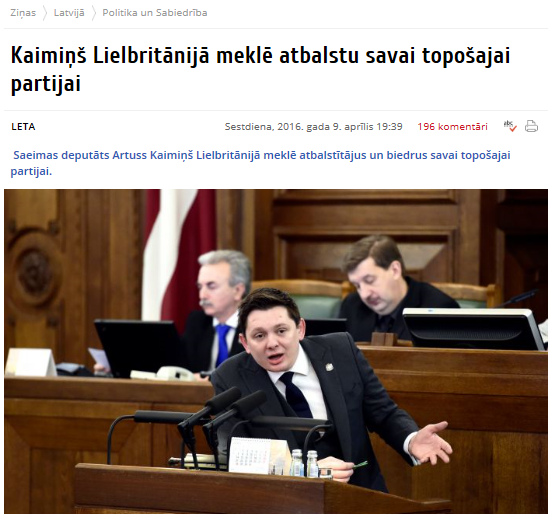 Ziņas Latvijā Politika un Sabiedrība
Kaimiņš Lielbritānijā meklē atbalstu savai topošajai
partijai
LETA Sestdiena, 2016. gada 9. aprīlis 19:39 196 komentāri abc
Saeimas deputāts Artuss Kaimiņš Lielbritānijā meklē atbalstītājus un biedrus savai topošajai
partijai.